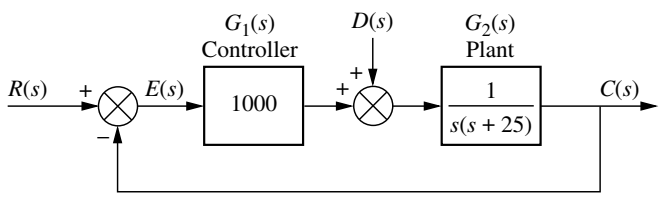 G₁(s)
Controller
D(s)
G₂(s)
Plant
R(s)
+
−
E(s)
1000
+
+
1
s(s + 25)
C(s)